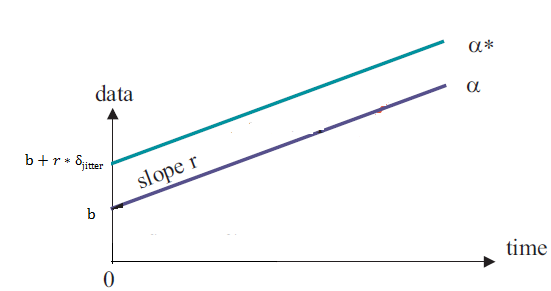 α*
α
data
b + r * δjitter
slope r
b
time
0